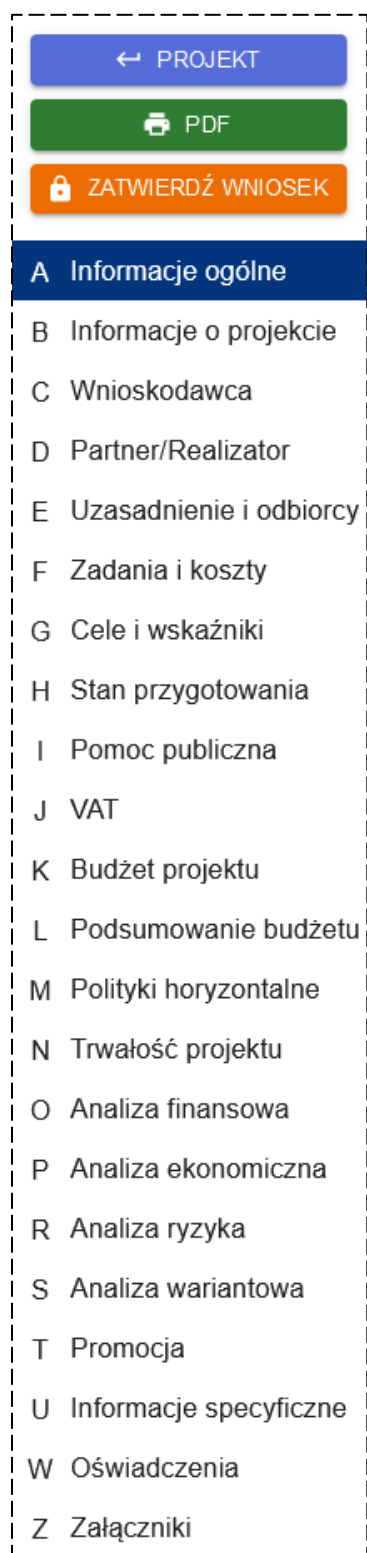 PROJEKT
PDF
ZATWIERDŹ WNIOSEK
A Informacje ogólne
B Informacje o projekcie
C Wnioskodawca
D Partner/Realizator
E Uzasadnienie i odbiorcy
F Zadania i koszty
G Cele i wskaźniki
H Stan przygotowania
I Pomoc publiczna
J VAT
K Budżet projektu
L Podsumowanie budżetu
M Polityki horyzontalne
N Trwałość projektu
O Analiza finansowa
P Analiza ekonomiczna
R Analiza ryzyka
S Analiza wariantowa
T Promocja
U Informacje specyficzne
W Oświadczenia
Z Załączniki